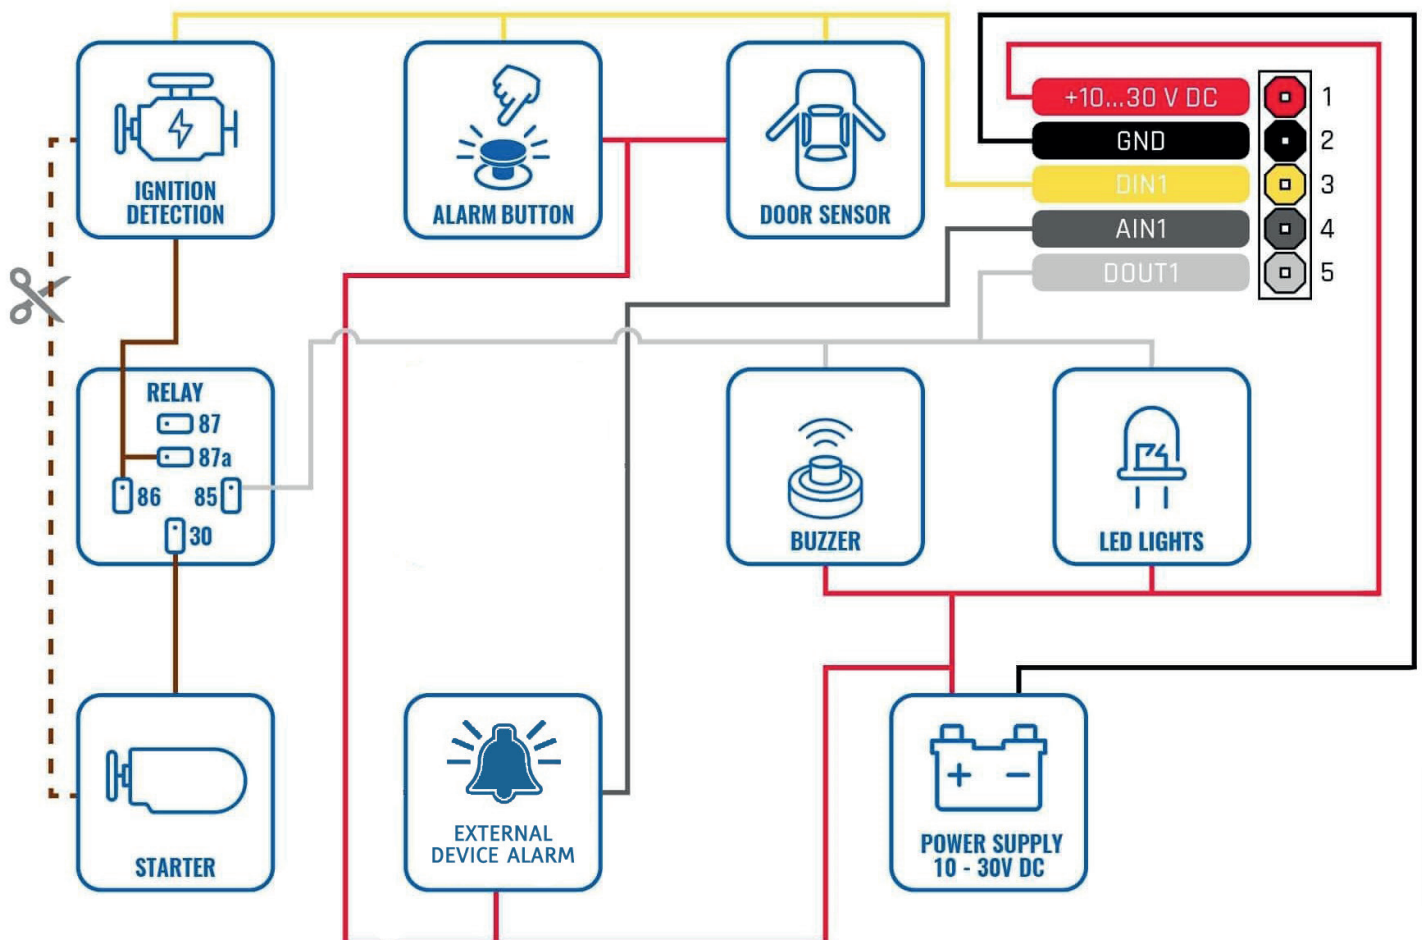 +10...30 V DC
1
GND
2
DIN1
3
AIN1
4
DOUT1
5
IGNITION
DETECTION
ALARM BUTTON
DOOR SENSOR
RELAY
87
87a
86
85
30
BUZZER
LED LIGHTS
STARTER
EXTERNAL
DEVICE ALARM
+ −
POWER SUPPLY
10 - 30V DC